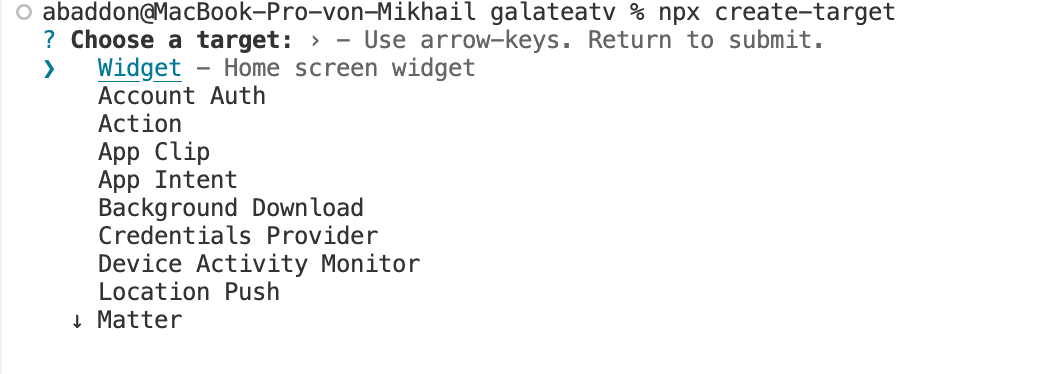 abaddon@MacBook-Pro-von-Mikhail galateatv % npx create-target
? Choose a target: › - Use arrow-keys. Return to submit.
❯ Widget - Home screen widget
Account Auth
Action
App Clip
App Intent
Background Download
Credentials Provider
Device Activity Monitor
Location Push
↓ Matter